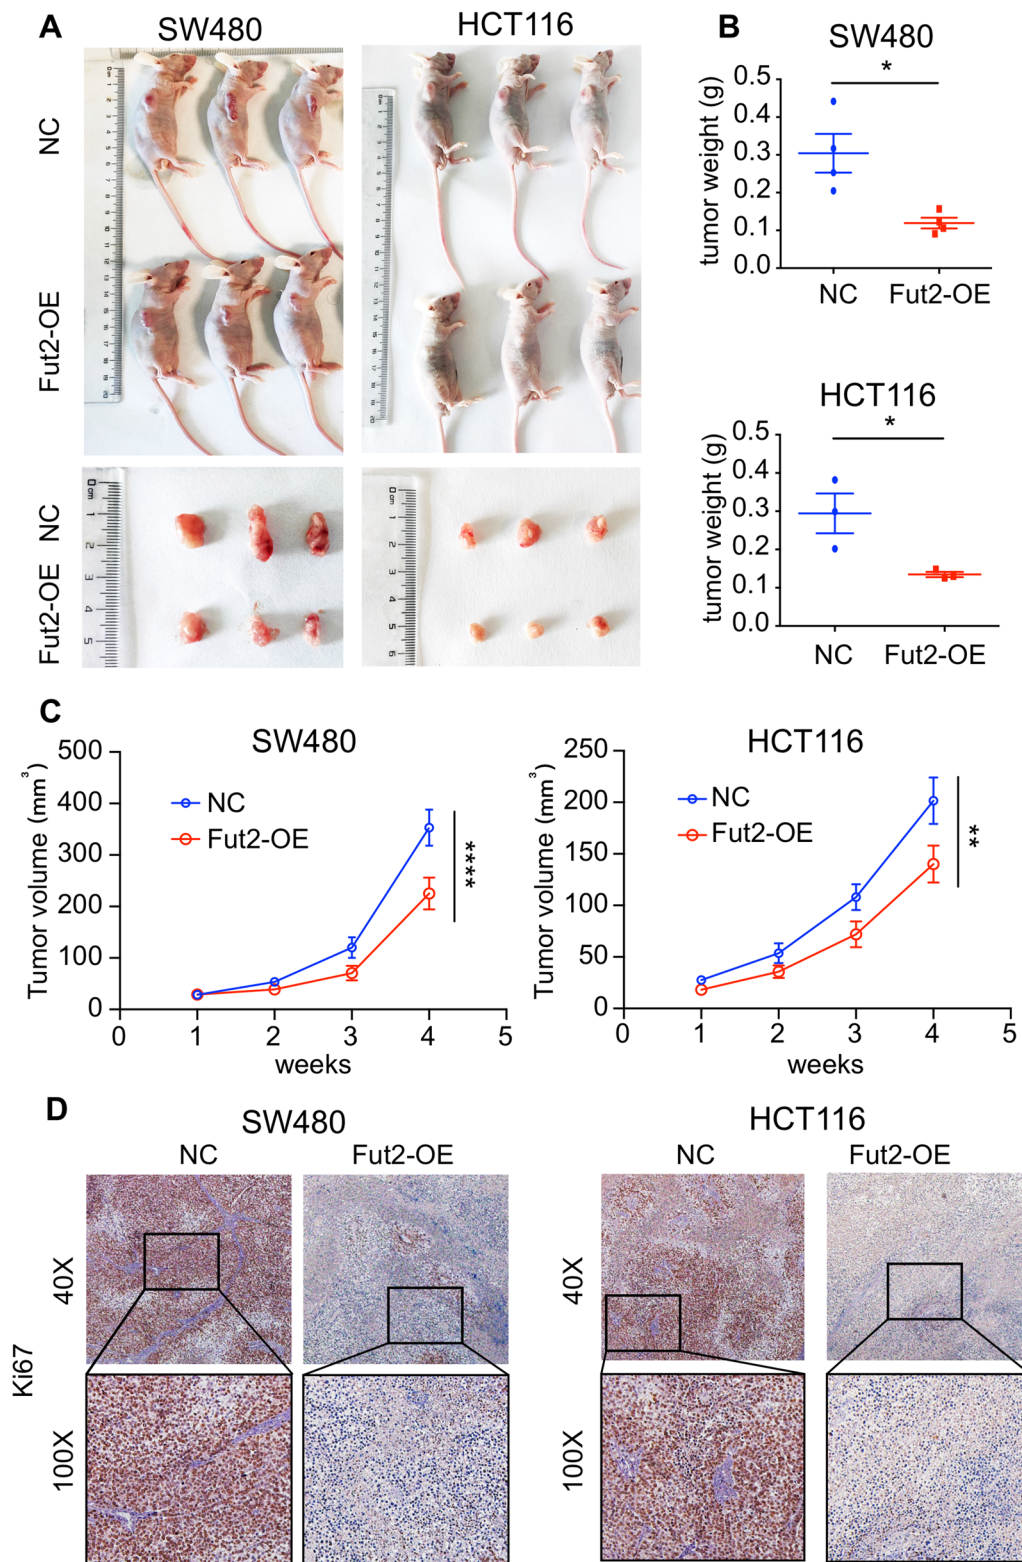 A
SW480
HCT116
NC
Fut2-OE
NC
Fut2-OE
B
SW480
tumor weight (g)
0.5
0.4
0.3
0.2
0.1
0.0
*
NC
Fut2-OE
HCT116
tumor weight (g)
0.5
0.4
0.3
0.2
0.1
0.0
*
NC
Fut2-OE
C
SW480
Tumor volume (mm³)
500
400
300
200
100
0
NC
Fut2-OE
****
0 1 2 3 4 5
weeks
HCT116
Tumor volume (mm³)
250
200
150
100
50
0
NC
Fut2-OE
**
0 1 2 3 4 5
weeks
D
SW480
HCT116
NC
Fut2-OE
NC
Fut2-OE
Ki67
40X
100X
40X
100X